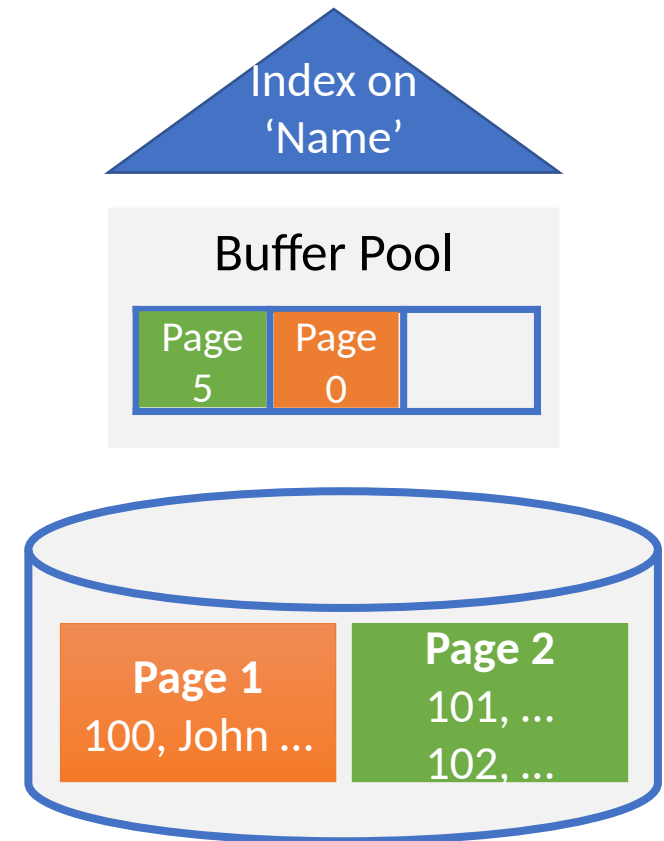 Index on
‘Name’
Buffer Pool
Page
5
Page
0
Page 1
100, John ...
Page 2
101, ...
102, ...